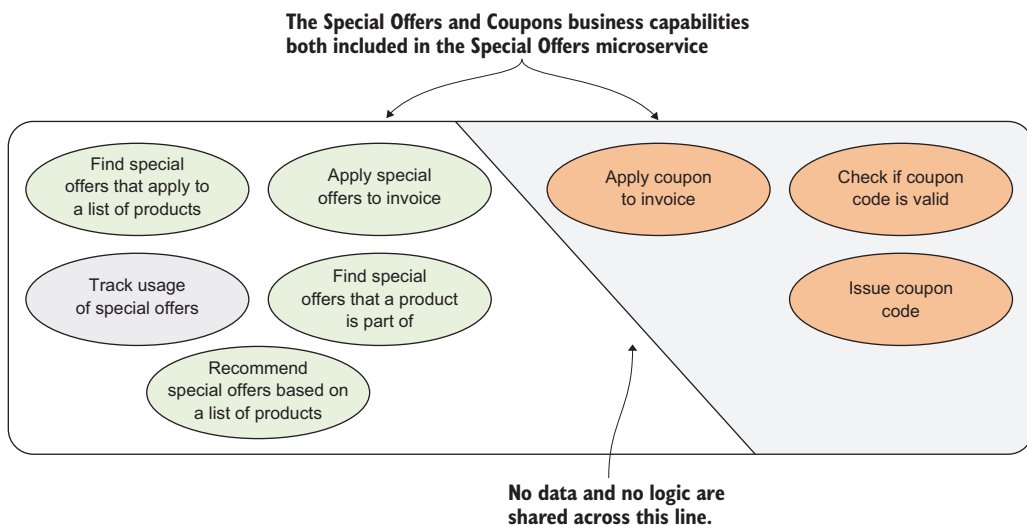 The Special Offers and Coupons business capabilities
both included in the Special Offers microservice
Find special
offers that apply to
a list of products
Apply special
offers to invoice
Apply coupon
to invoice
Check if coupon
code is valid
Track usage
of special offers
Find special
offers that a product
is part of
Issue coupon
code
Recommend
special offers based on
a list of products
No data and no logic are
shared across this line.